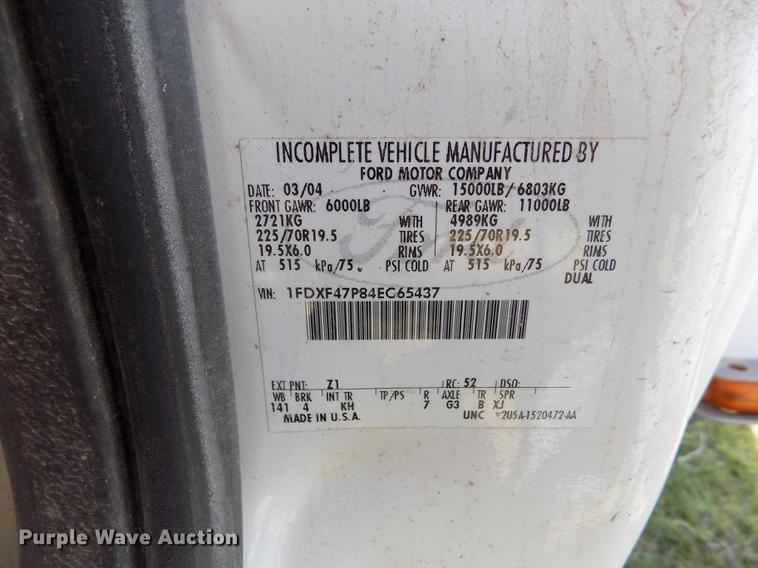 INCOMPLETE VEHICLE MANUFACTURED BY
FORD MOTOR COMPANY
DATE: 03/04 GVWR: 15000LB/6803KG
FRONT GAWR: 6000LB REAR GAWR: 11000LB
2721KG WITH 4989KG WITH
225/70R19.5 TIRES 225/70R19.5 TIRES
19.5X6.0 RIMS 19.5X6.0 RIMS
AT 515 kPa/75 PSI COLD AT 515 kPa/75 PSI COLD
DUAL
Ford
VIN: 1FDXF47P84EC65437
EXT PNT: Z1 RC: 52 DSO:
WB BRK INT TR TP/PS R AXLE TR SPR
141 4 KH 7 G3 B XJ
MADE IN U.S.A. UNC 2U5A-1520472-AA
Purple Wave Auction